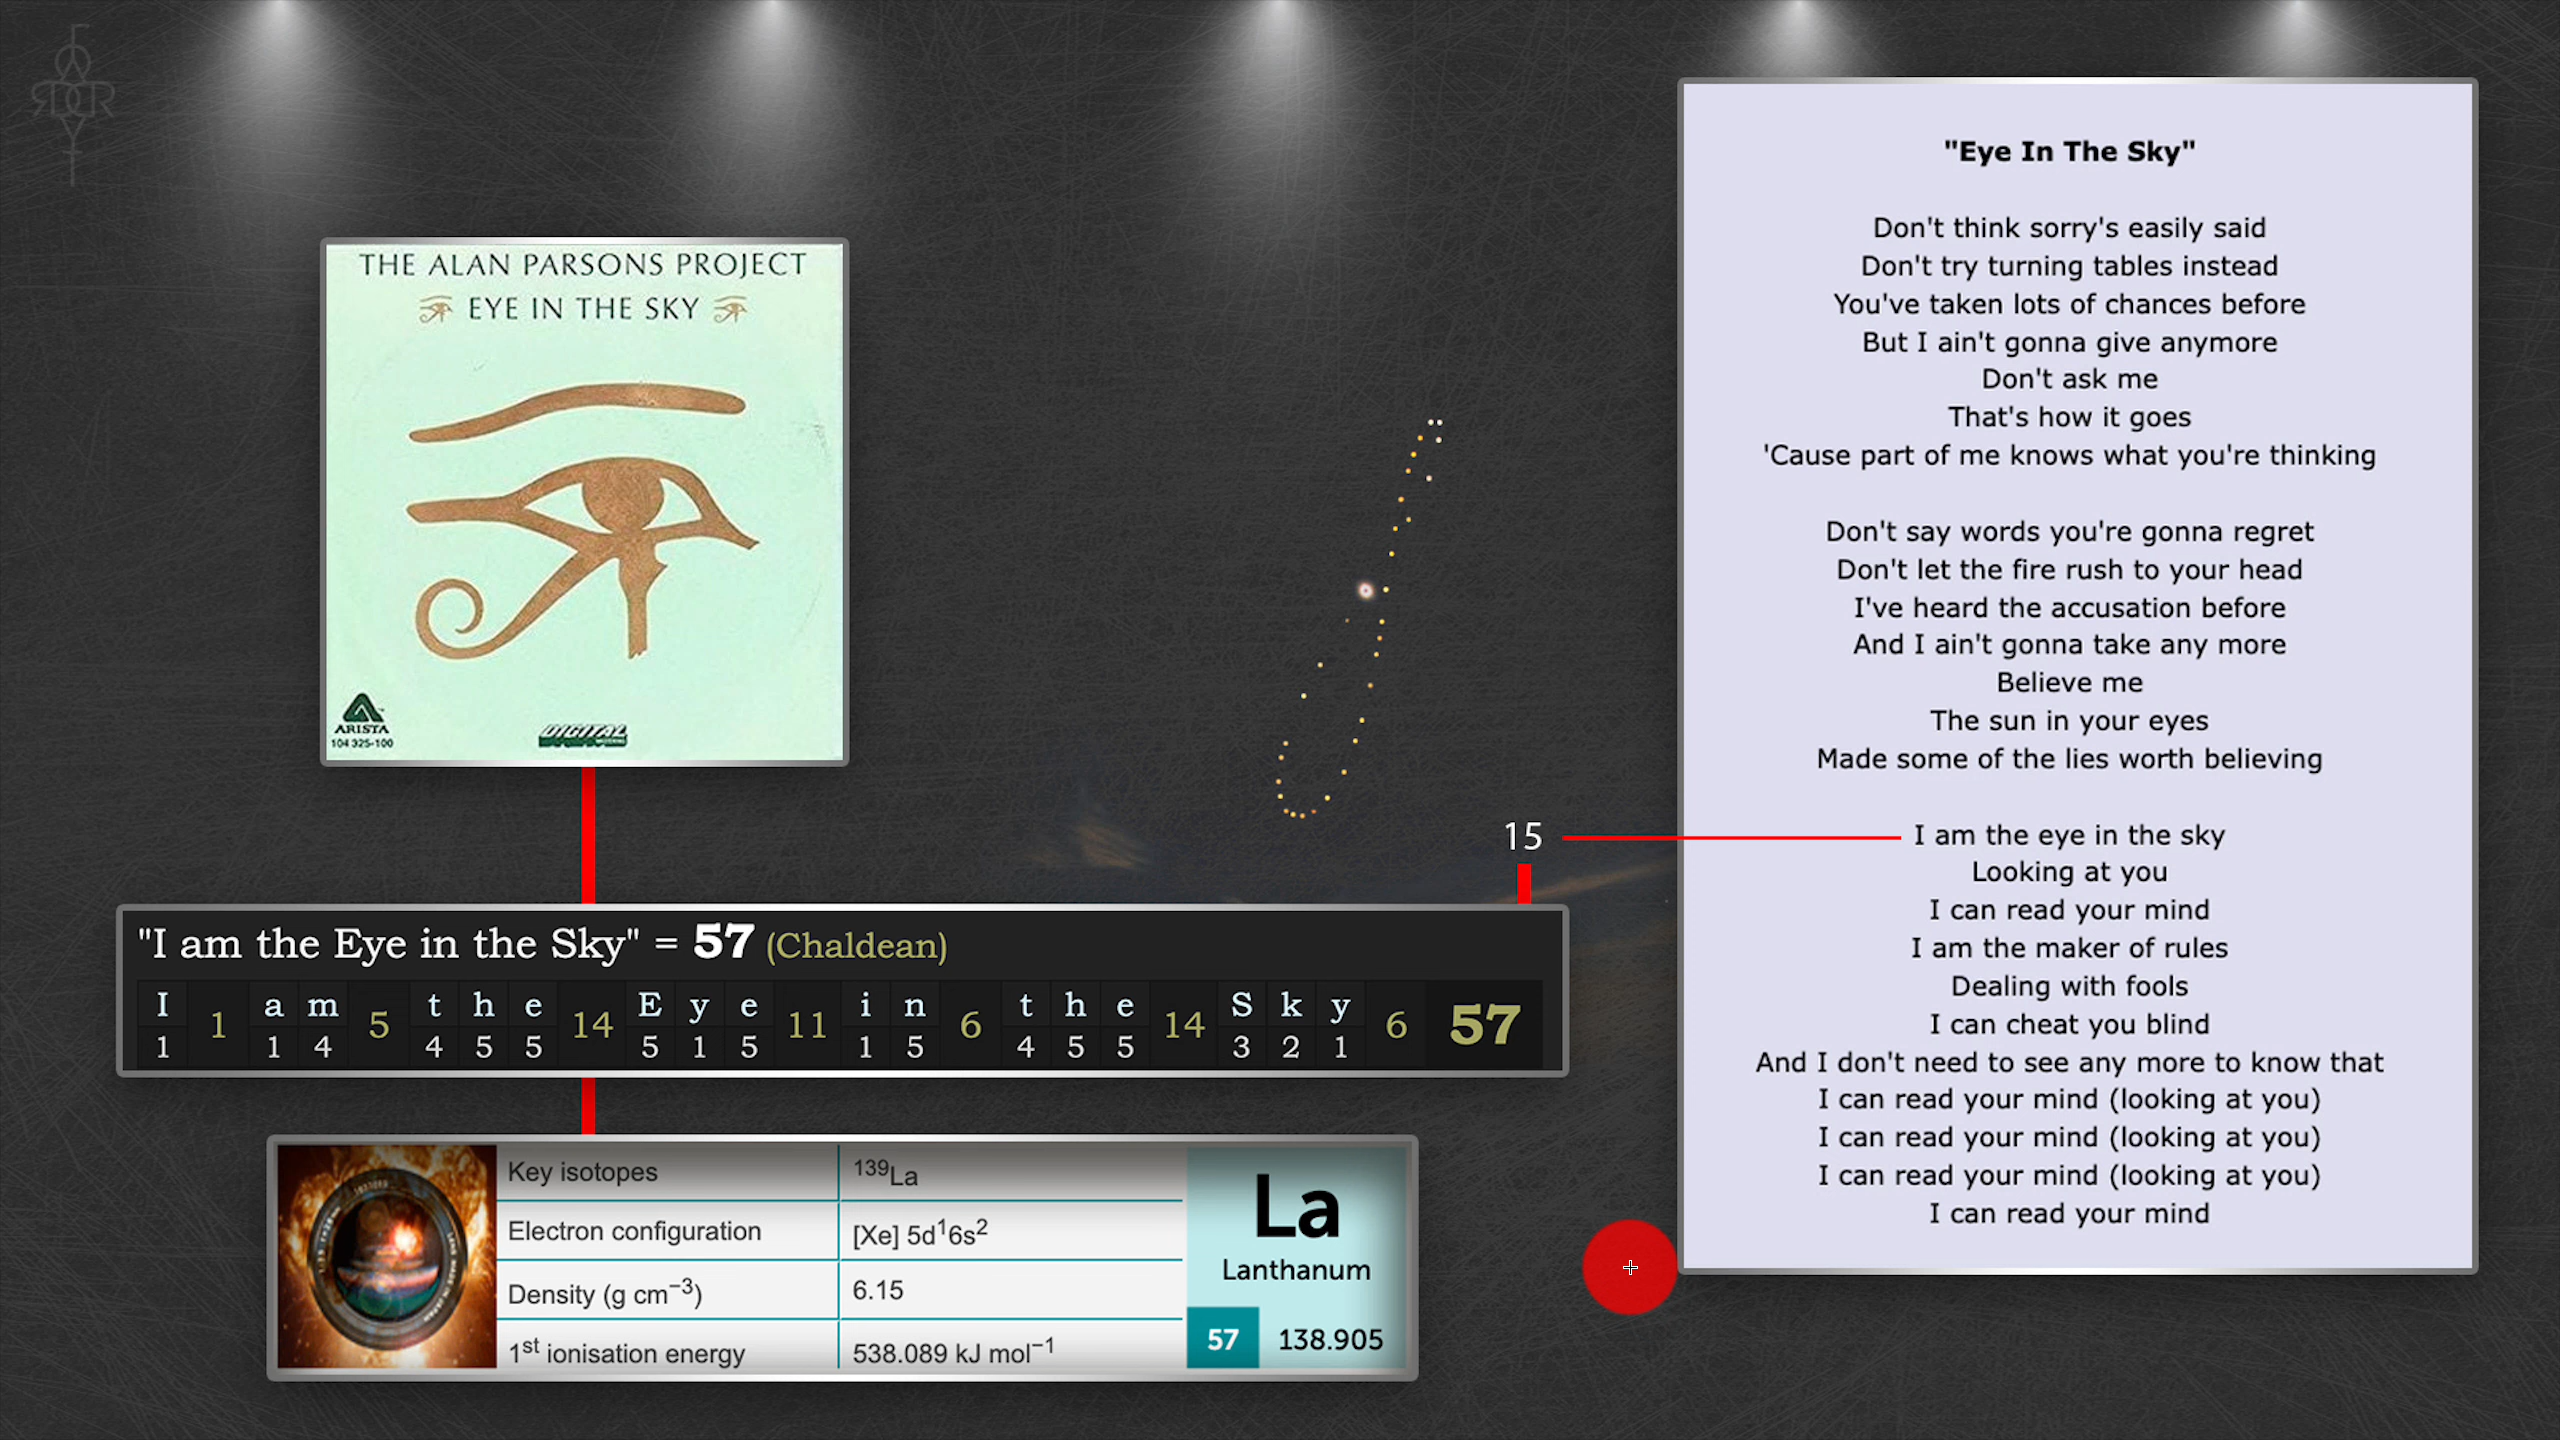 THE ALAN PARSONS PROJECT
EYE IN THE SKY
ARISTA
104 325-100
DIGITAL
"Eye In The Sky"
Don't think sorry's easily said
Don't try turning tables instead
You've taken lots of chances before
But I ain't gonna give anymore
Don't ask me
That's how it goes
'Cause part of me knows what you're thinking
Don't say words you're gonna regret
Don't let the fire rush to your head
I've heard the accusation before
And I ain't gonna take any more
Believe me
The sun in your eyes
Made some of the lies worth believing
I am the eye in the sky
Looking at you
I can read your mind
I am the maker of rules
Dealing with fools
I can cheat you blind
And I don't need to see any more to know that
I can read your mind (looking at you)
I can read your mind (looking at you)
I can read your mind (looking at you)
I can read your mind
15
"I am the Eye in the Sky" = 57 (Chaldean)
I 1 a m 5 t h e 14 E y e 11 i n 6 t h e 14 S k y 6 57
1 1 4 4 5 5 5 1 5 1 5 4 5 5 3 2 1
Key isotopes ¹³⁹La
Electron configuration [Xe] 5d¹6s²
Density (g cm⁻³) 6.15
1ˢᵗ ionisation energy 538.089 kJ mol⁻¹
La
Lanthanum
57 138.905